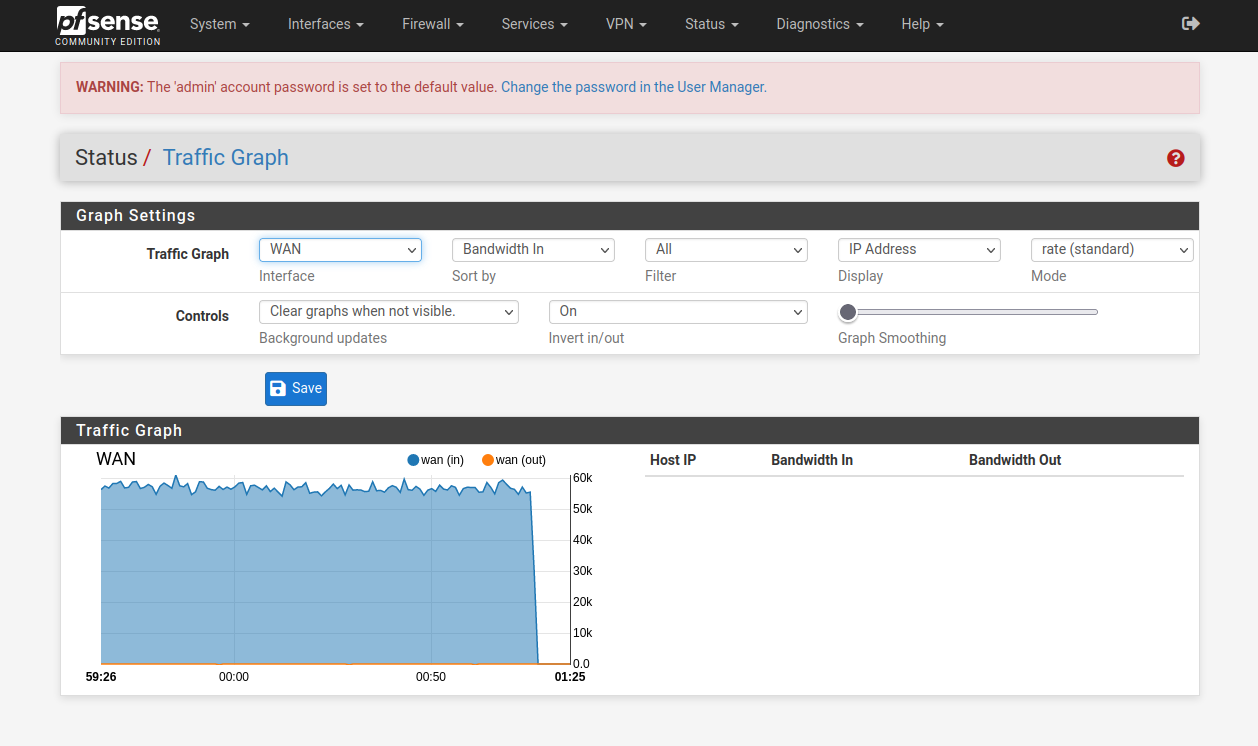 pfsense
COMMUNITY EDITION
System Interfaces Firewall Services VPN Status Diagnostics Help
WARNING: The 'admin' account password is set to the default value. Change the password in the User Manager.
Status / Traffic Graph ?
Graph Settings
Traffic Graph WAN Bandwidth In All IP Address rate (standard)
Interface Sort by Filter Display Mode
Controls Clear graphs when not visible. On
Background updates Invert in/out Graph Smoothing
Save
Traffic Graph
WAN wan (in) wan (out) Host IP Bandwidth In Bandwidth Out
60k
50k
40k
30k
20k
10k
0.0
59:26 00:00 00:50 01:25